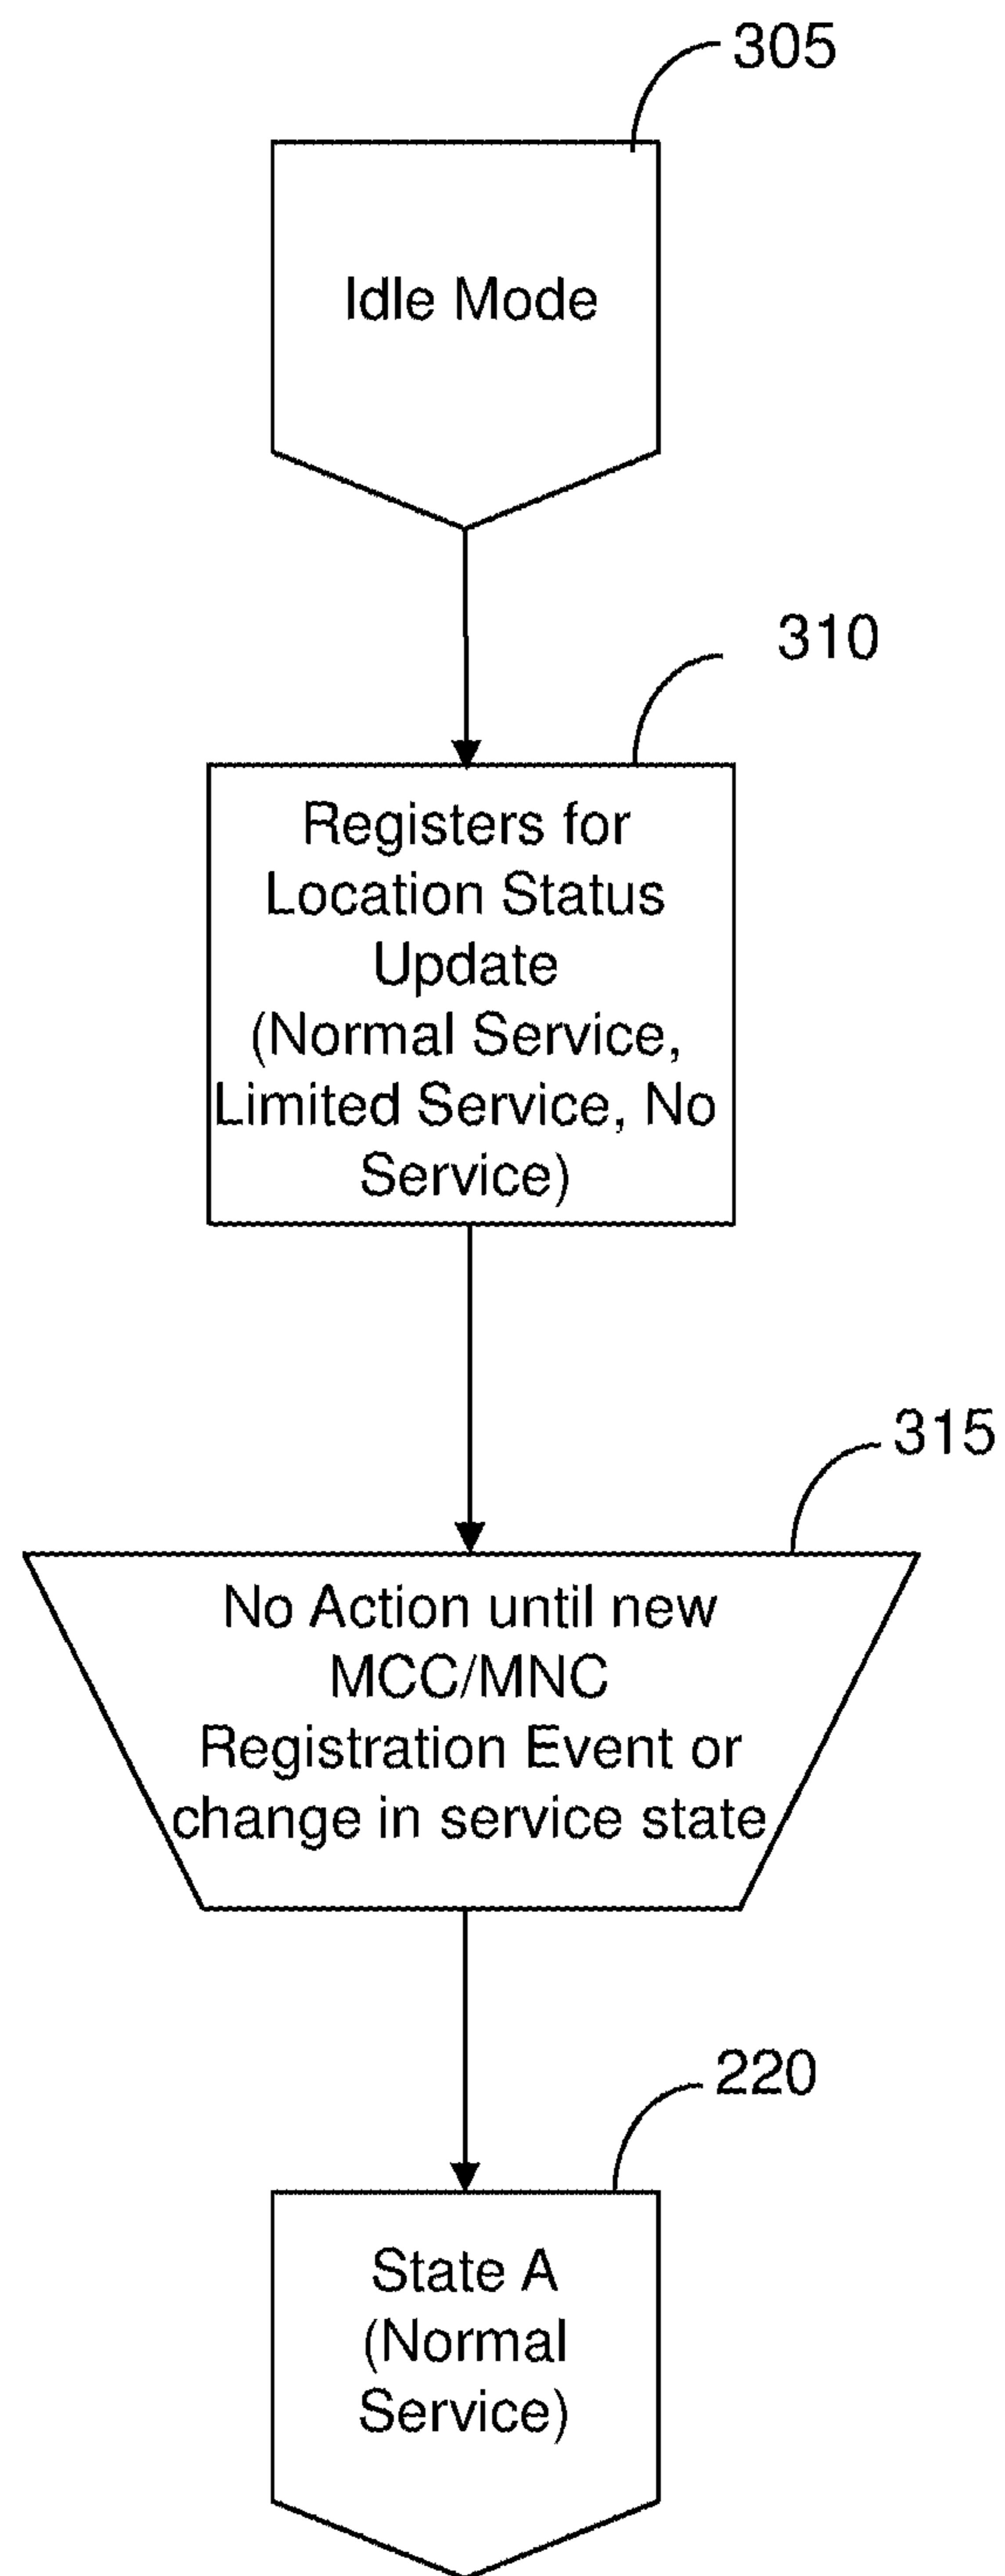 305
Idle Mode
310
Registers for
Location Status
Update
(Normal Service,
Limited Service, No
Service)
315
No Action until new
MCC/MNC
Registration Event or
change in service state
220
State A
(Normal
Service)